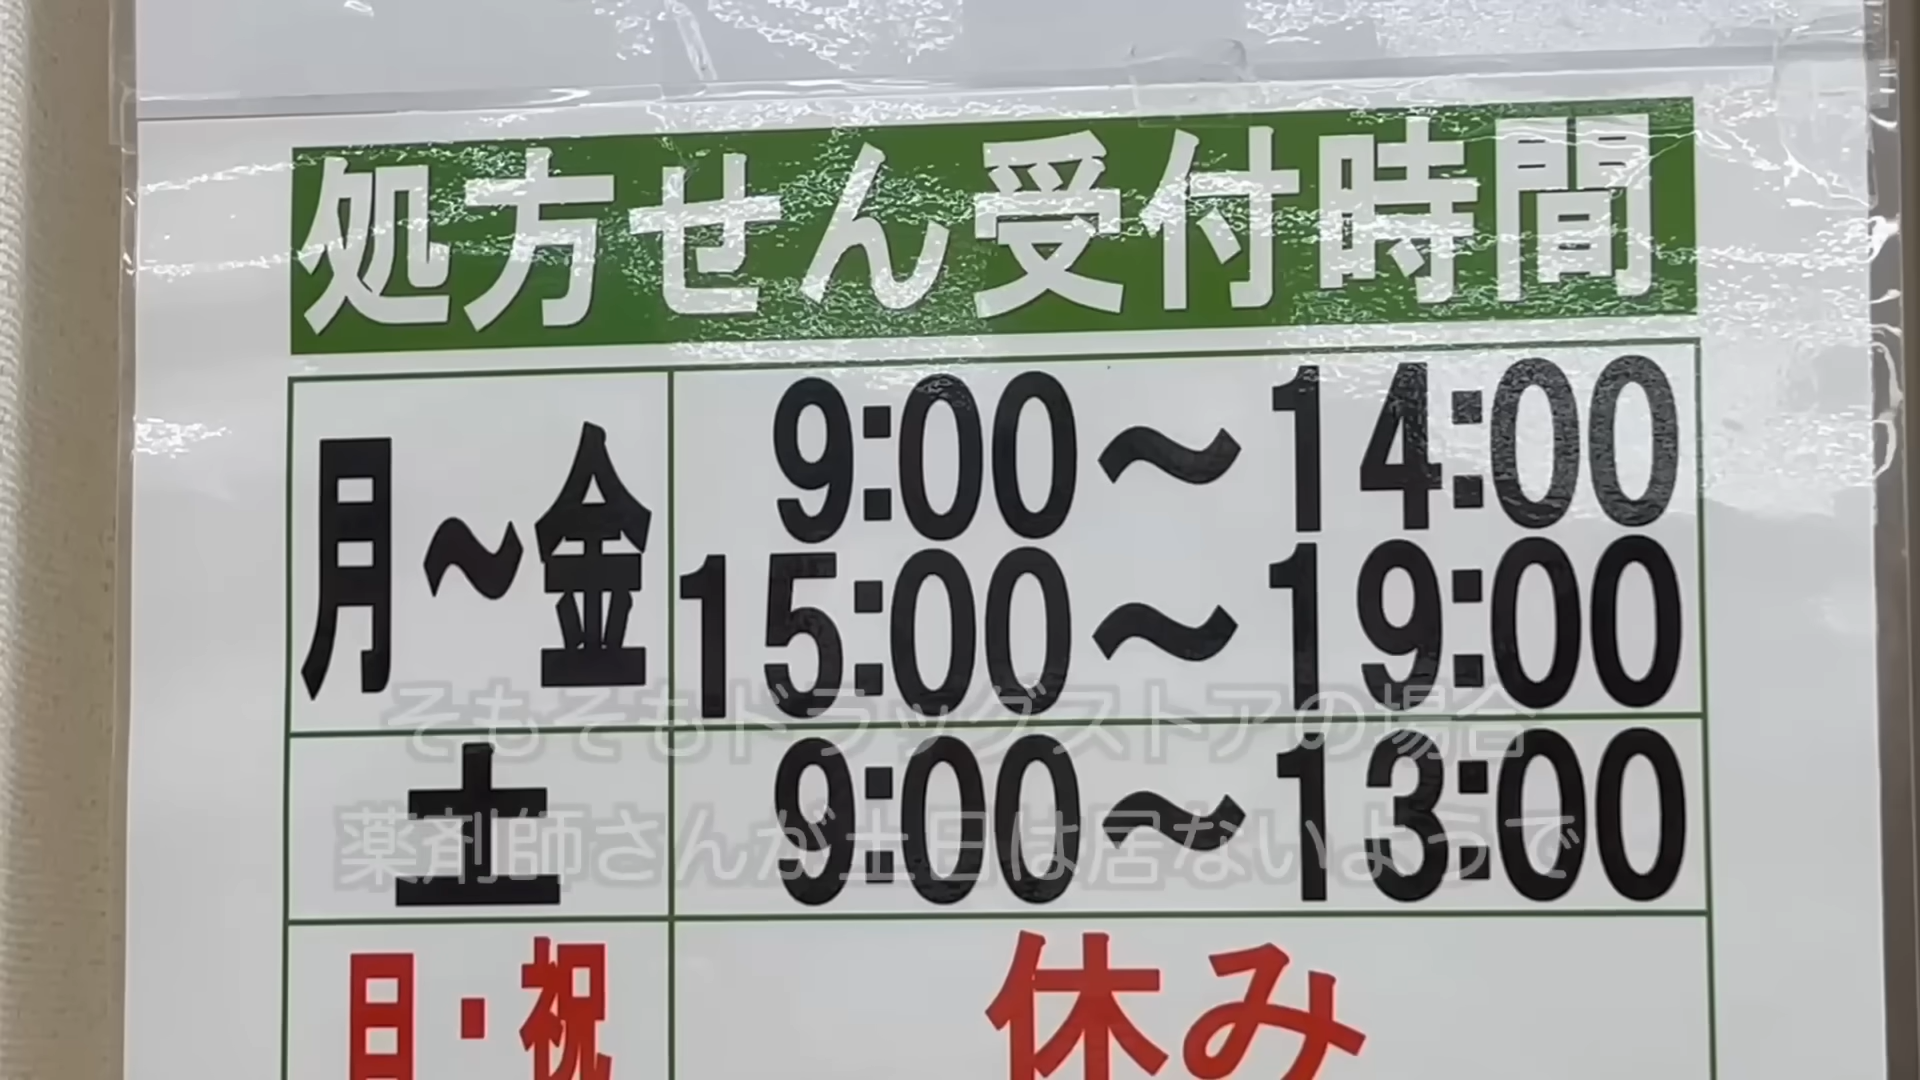 処方せん受付時間
月~金
9:00~14:00
15:00~19:00
土
9:00~13:00
日・祝
休み
そもそもドラッグストアの場合
薬剤師さんが土日は居ないようで